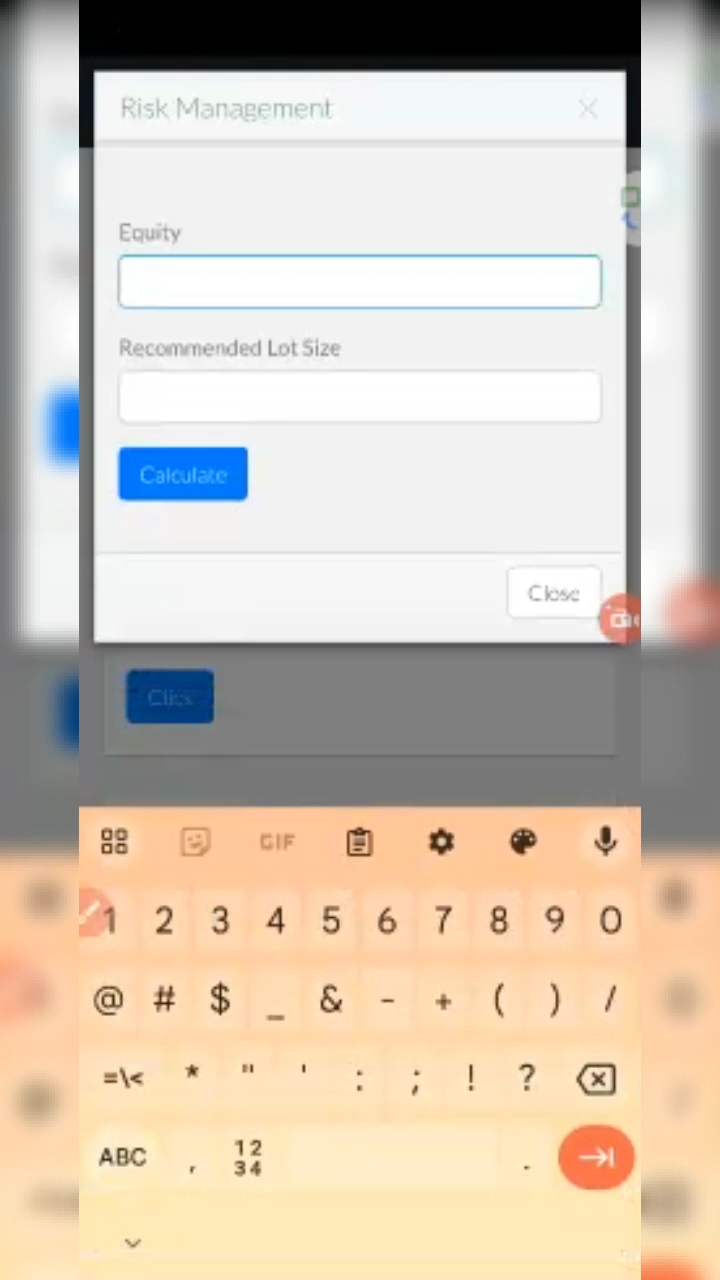 Risk Management
Equity
Recommended Lot Size
Calculate
Close
Click
GIF
1 2 3 4 5 6 7 8 9 0
@ # $ _ & - + ( ) /
=\< * " ' : ; ! ?
ABC , 12 34 .